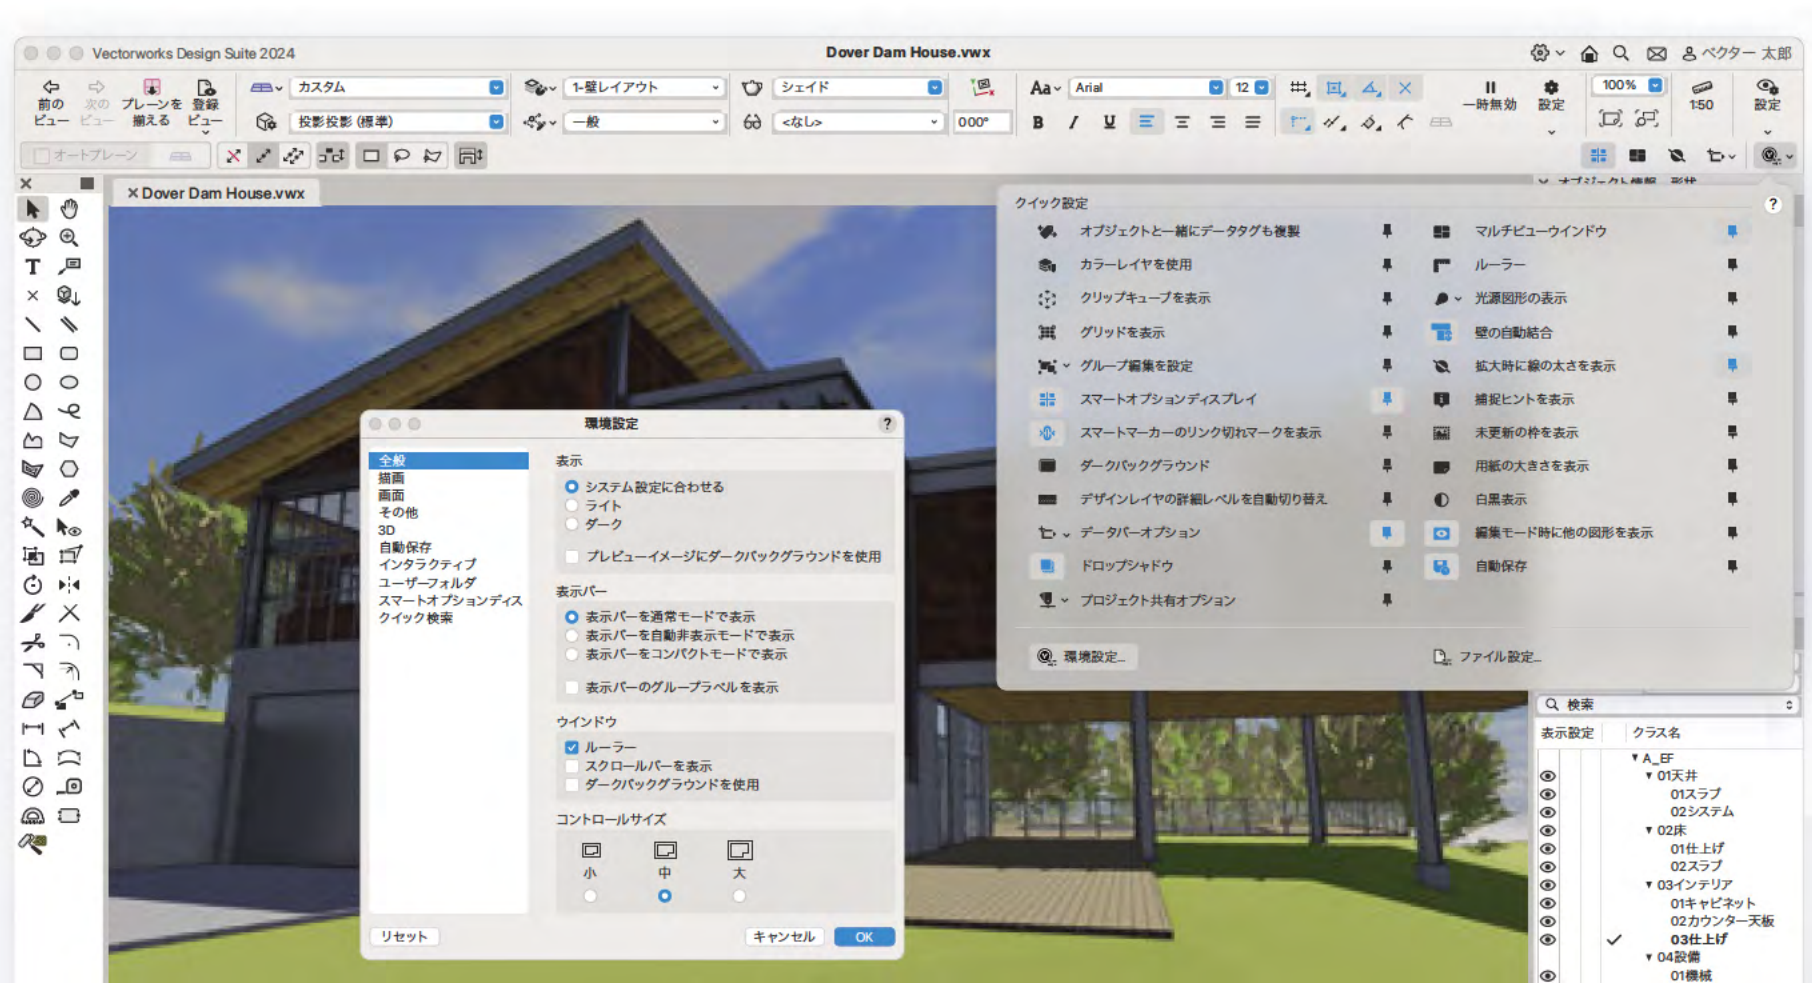 Vectorworks Design Suite 2024
Dover Dam House.vwx
ベクター 太郎
前の
ビュー
次の
ビュー
プレーンを
揃える
登録
ビュー
カスタム
投影投影 (標準)
1-壁レイアウト
一般
シェイド
<なし>
000°
Aa
Arial
12
B
I
U
一時無効
設定
100%
1:50
設定
オートプレーン
× Dover Dam House.vwx
オブジェクト情報 形状
クイック設定
?
オブジェクトと一緒にデータタグも複製
カラーレイヤを使用
クリップキューブを表示
グリッドを表示
グループ編集を設定
スマートオプションディスプレイ
スマートマーカーのリンク切れマークを表示
ダークバックグラウンド
デザインレイヤの詳細レベルを自動切り替え
データバーオプション
ドロップシャドウ
プロジェクト共有オプション
マルチビューウインドウ
ルーラー
光源図形の表示
壁の自動結合
拡大時に線の太さを表示
捕捉ヒントを表示
未更新の枠を表示
用紙の大きさを表示
白黒表示
編集モード時に他の図形を表示
自動保存
環境設定...
ファイル設定...
環境設定
?
全般
描画
画面
その他
3D
自動保存
インタラクティブ
ユーザーフォルダ
スマートオプションディス
クイック検索
表示
システム設定に合わせる
ライト
ダーク
プレビューイメージにダークバックグラウンドを使用
表示バー
表示バーを通常モードで表示
表示バーを自動非表示モードで表示
表示バーをコンパクトモードで表示
表示バーのグループラベルを表示
ウインドウ
ルーラー
スクロールバーを表示
ダークバックグラウンドを使用
コントロールサイズ
小
中
大
リセット
キャンセル
OK
検索
表示設定
クラス名
A_EF
01天井
01スラブ
02システム
02床
01仕上げ
02スラブ
03インテリア
01キャビネット
02カウンター天板
03仕上げ
04設備
01機械